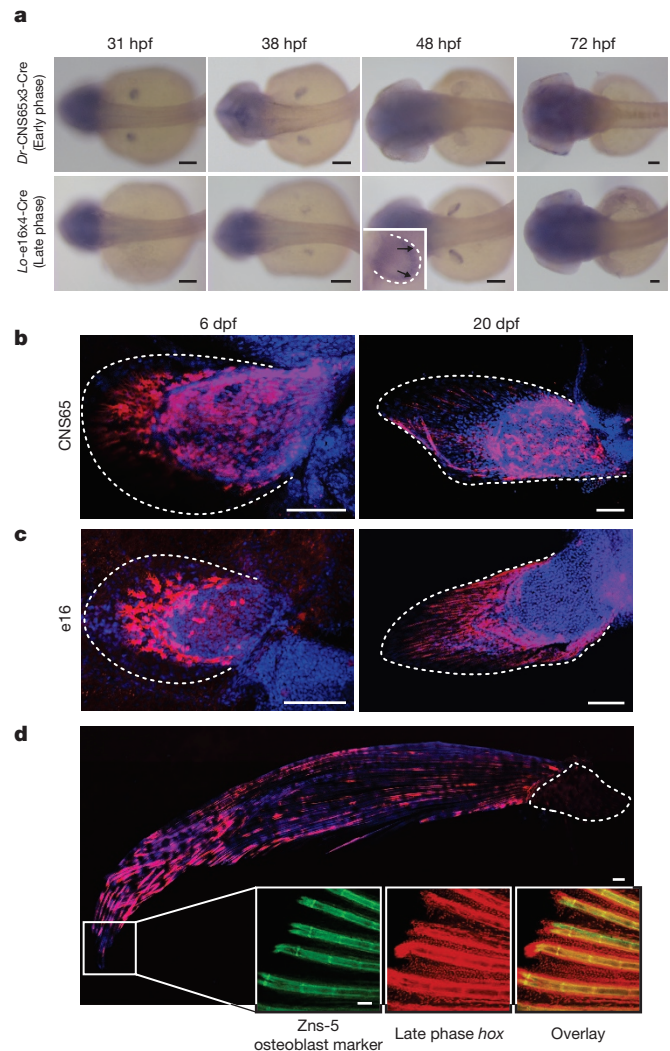 a
31 hpf
38 hpf
48 hpf
72 hpf
Dr-CNS65x3-Cre
(Early phase)
Lo-e16x4-Cre
(Late phase)
6 dpf
20 dpf
b
CNS65
c
e16
d
Zns-5
osteoblast marker
Late phase hox
Overlay